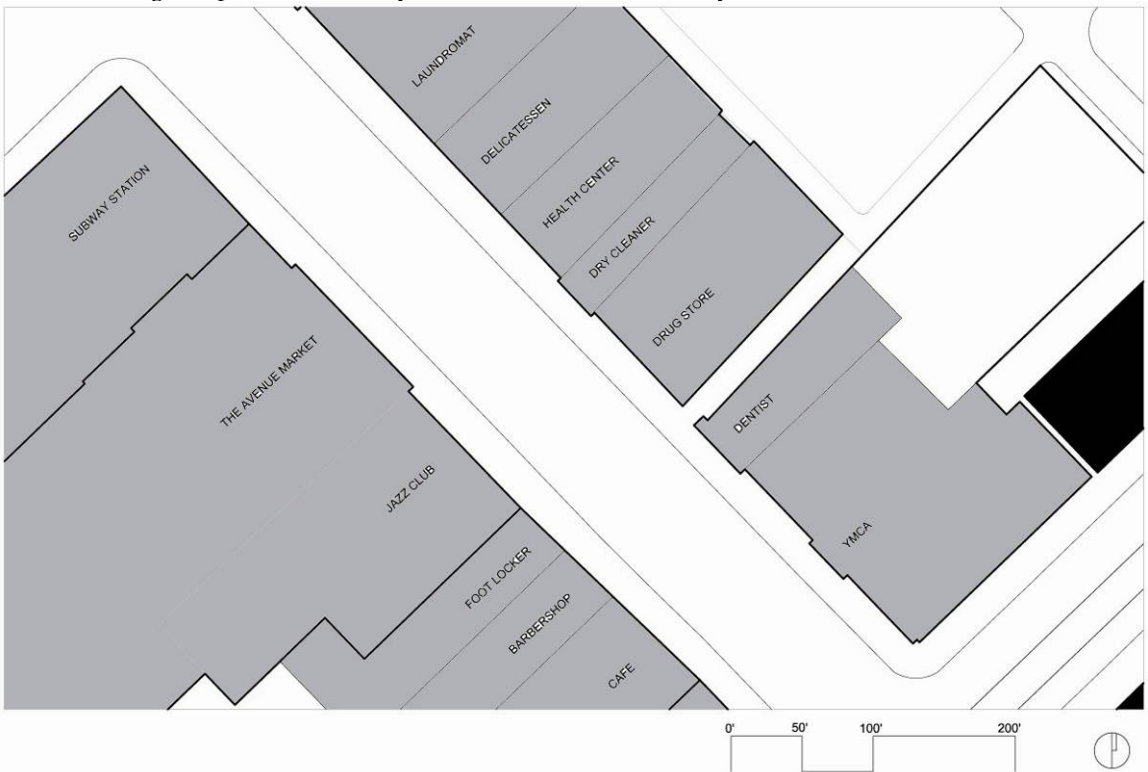 LAUNDROMAT
DELICATESSEN
HEALTH CENTER
DRY CLEANER
DRUG STORE
SUBWAY STATION
THE AVENUE MARKET
JAZZ CLUB
DENTIST
YMCA
FOOT LOCKER
BARBERSHOP
CAFE
0' 50' 100' 200'